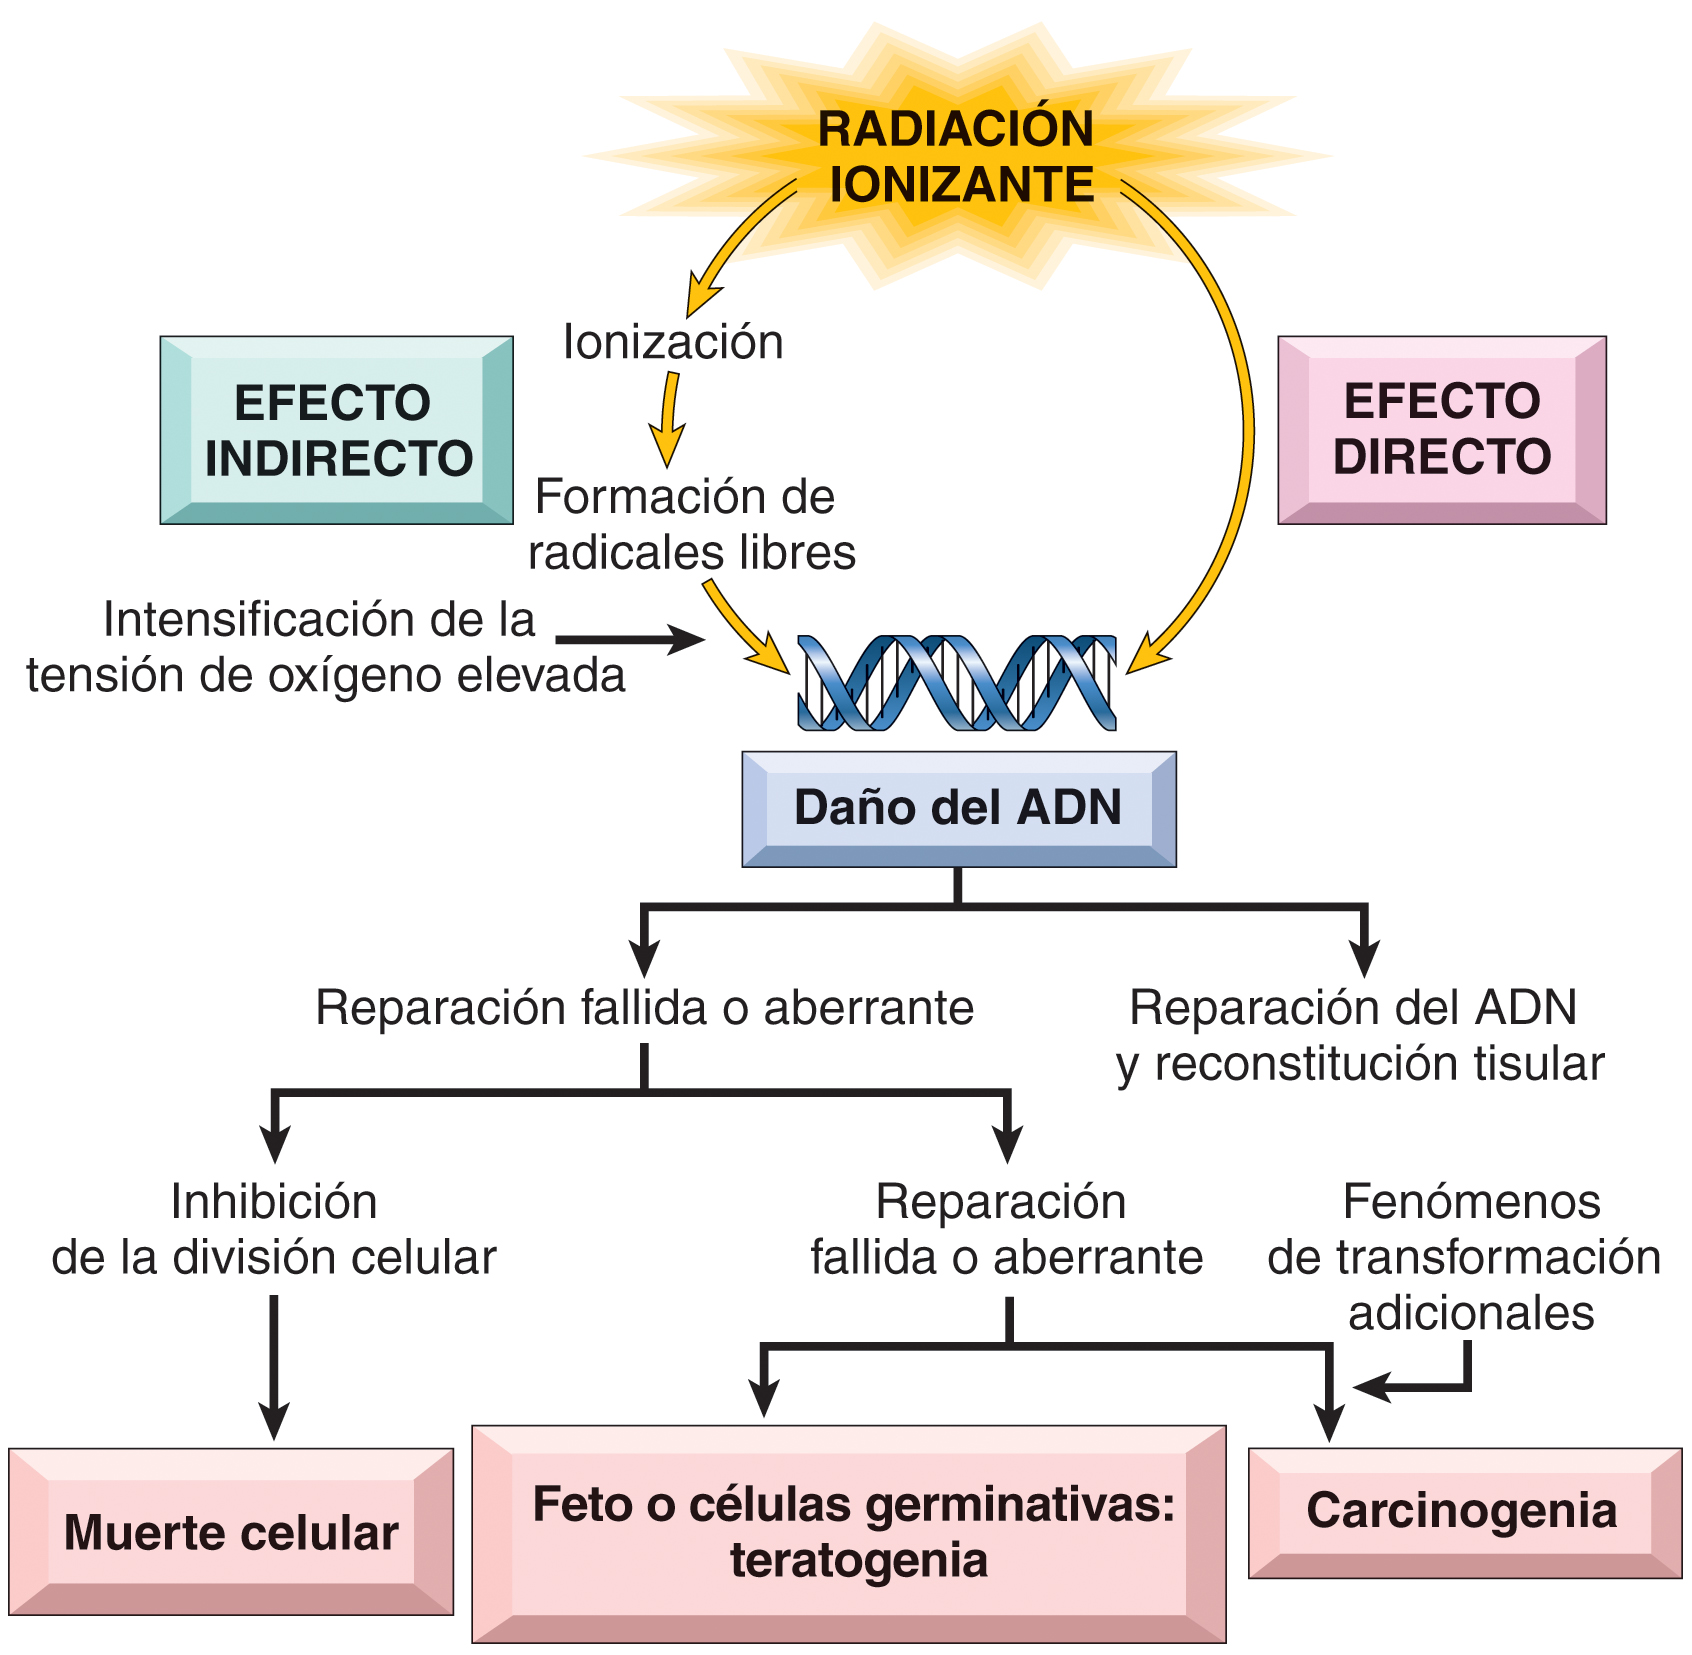 RADIACIÓN
IONIZANTE
Ionización
EFECTO
INDIRECTO
EFECTO
DIRECTO
Formación de
radicales libres
Intensificación de la
tensión de oxígeno elevada
Daño del ADN
Reparación fallida o aberrante
Reparación del ADN
y reconstitución tisular
Inhibición
de la división celular
Reparación
fallida o aberrante
Fenómenos
de transformación
adicionales
Muerte celular
Feto o células germinativas:
teratogenia
Carcinogenia